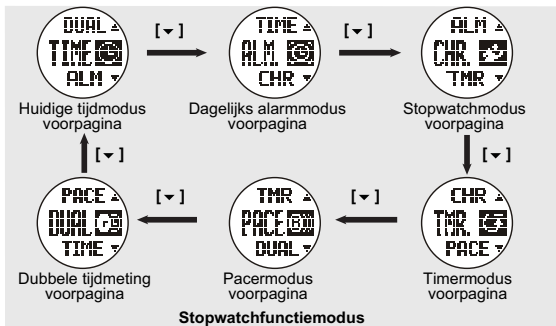 DUAL
TIME
ALM
[ ]
TIME
ALM.
CHR
[ ]
ALM
CHR.
TMR
Huidige tijdmodus
voorpagina
Dagelijks alarmmodus
voorpagina
Stopwatchmodus
voorpagina
[ ]
[ ]
PACE
DUAL
TIME
[ ]
TMR
PACE
DUAL
[ ]
CHR
TMR.
PACE
Dubbele tijdmeting
voorpagina
Pacermodus
voorpagina
Timermodus
voorpagina
Stopwatchfunctiemodus